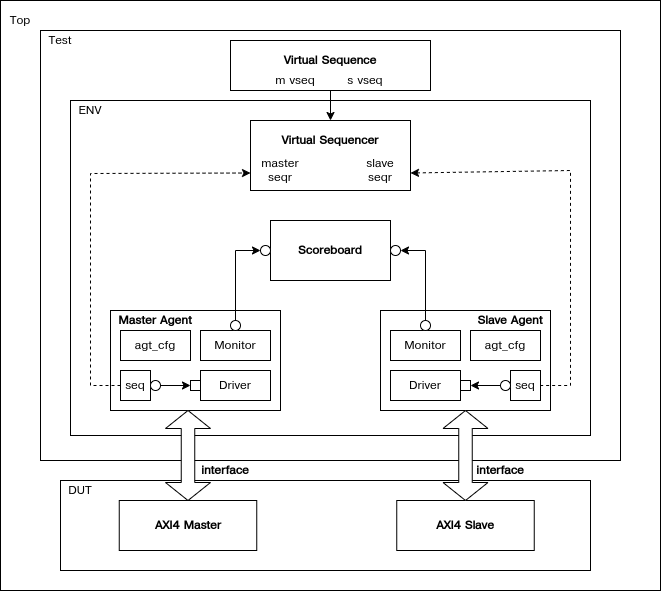 Top
Test
Virtual Sequence
m vseq s vseq
ENV
Virtual Sequencer
master slave
seqr seqr
Scoreboard
Master Agent Slave Agent
agt_cfg Monitor Monitor agt_cfg
seq Driver Driver seq
interface interface
DUT
AXI4 Master AXI4 Slave